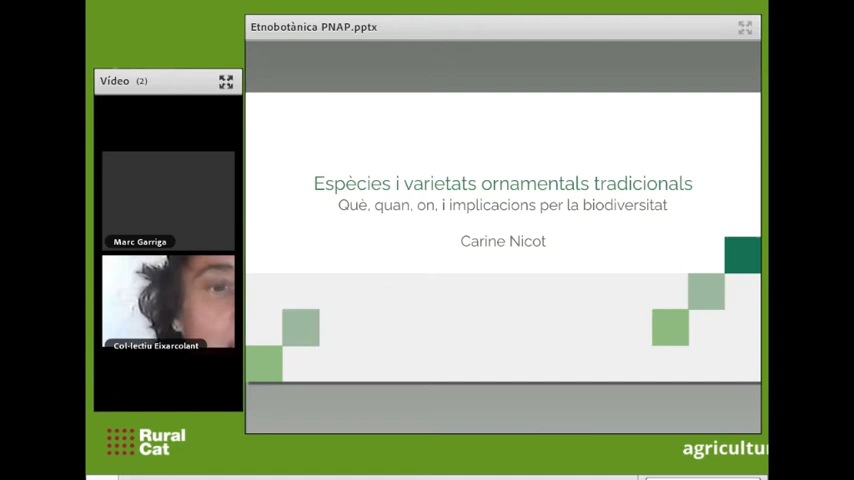 Etnobotànica PNAP.pptx
Vídeo (2)
Espècies i varietats ornamentals tradicionals
Què, quan, on, i implicacions per la biodiversitat
Carine Nicot
Marc Garriga
Col·lectiu Eixarcolant
Rural
Cat
agricultu